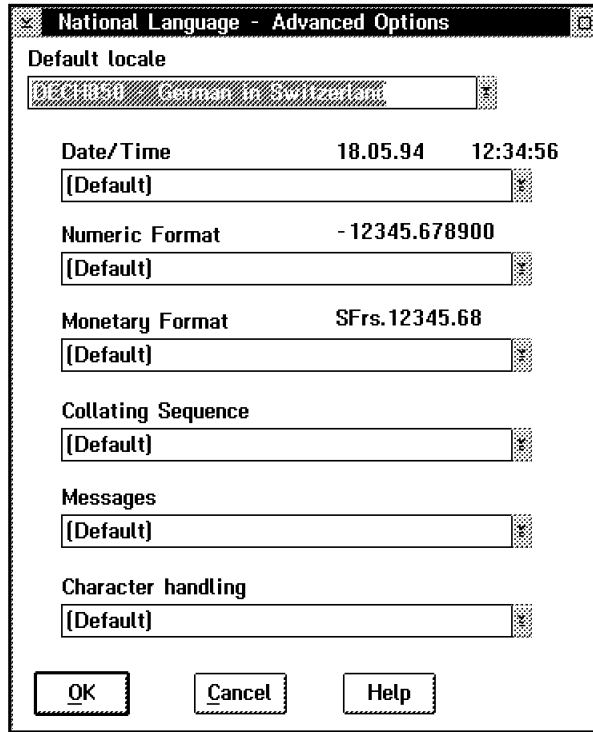 National Language - Advanced Options
Default locale
DECH850 German in Switzerland
Date/Time 18.05.94 12:34:56
(Default)
Numeric Format -12345.678900
(Default)
Monetary Format SFrs.12345.68
(Default)
Collating Sequence
(Default)
Messages
(Default)
Character handling
(Default)
OK Cancel Help